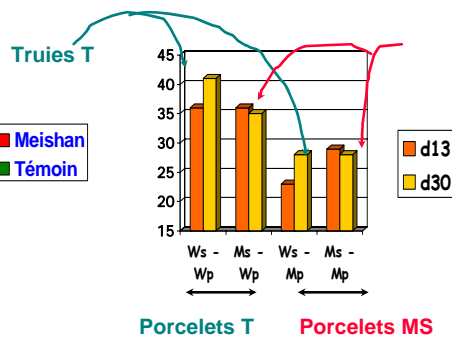 Truies T
45
40
35
30
25
20
15
Meishan
Témoin
d13
d30
Ws - Wp
Ms - Wp
Ws - Mp
Ms - Mp
Porcelets T
Porcelets MS